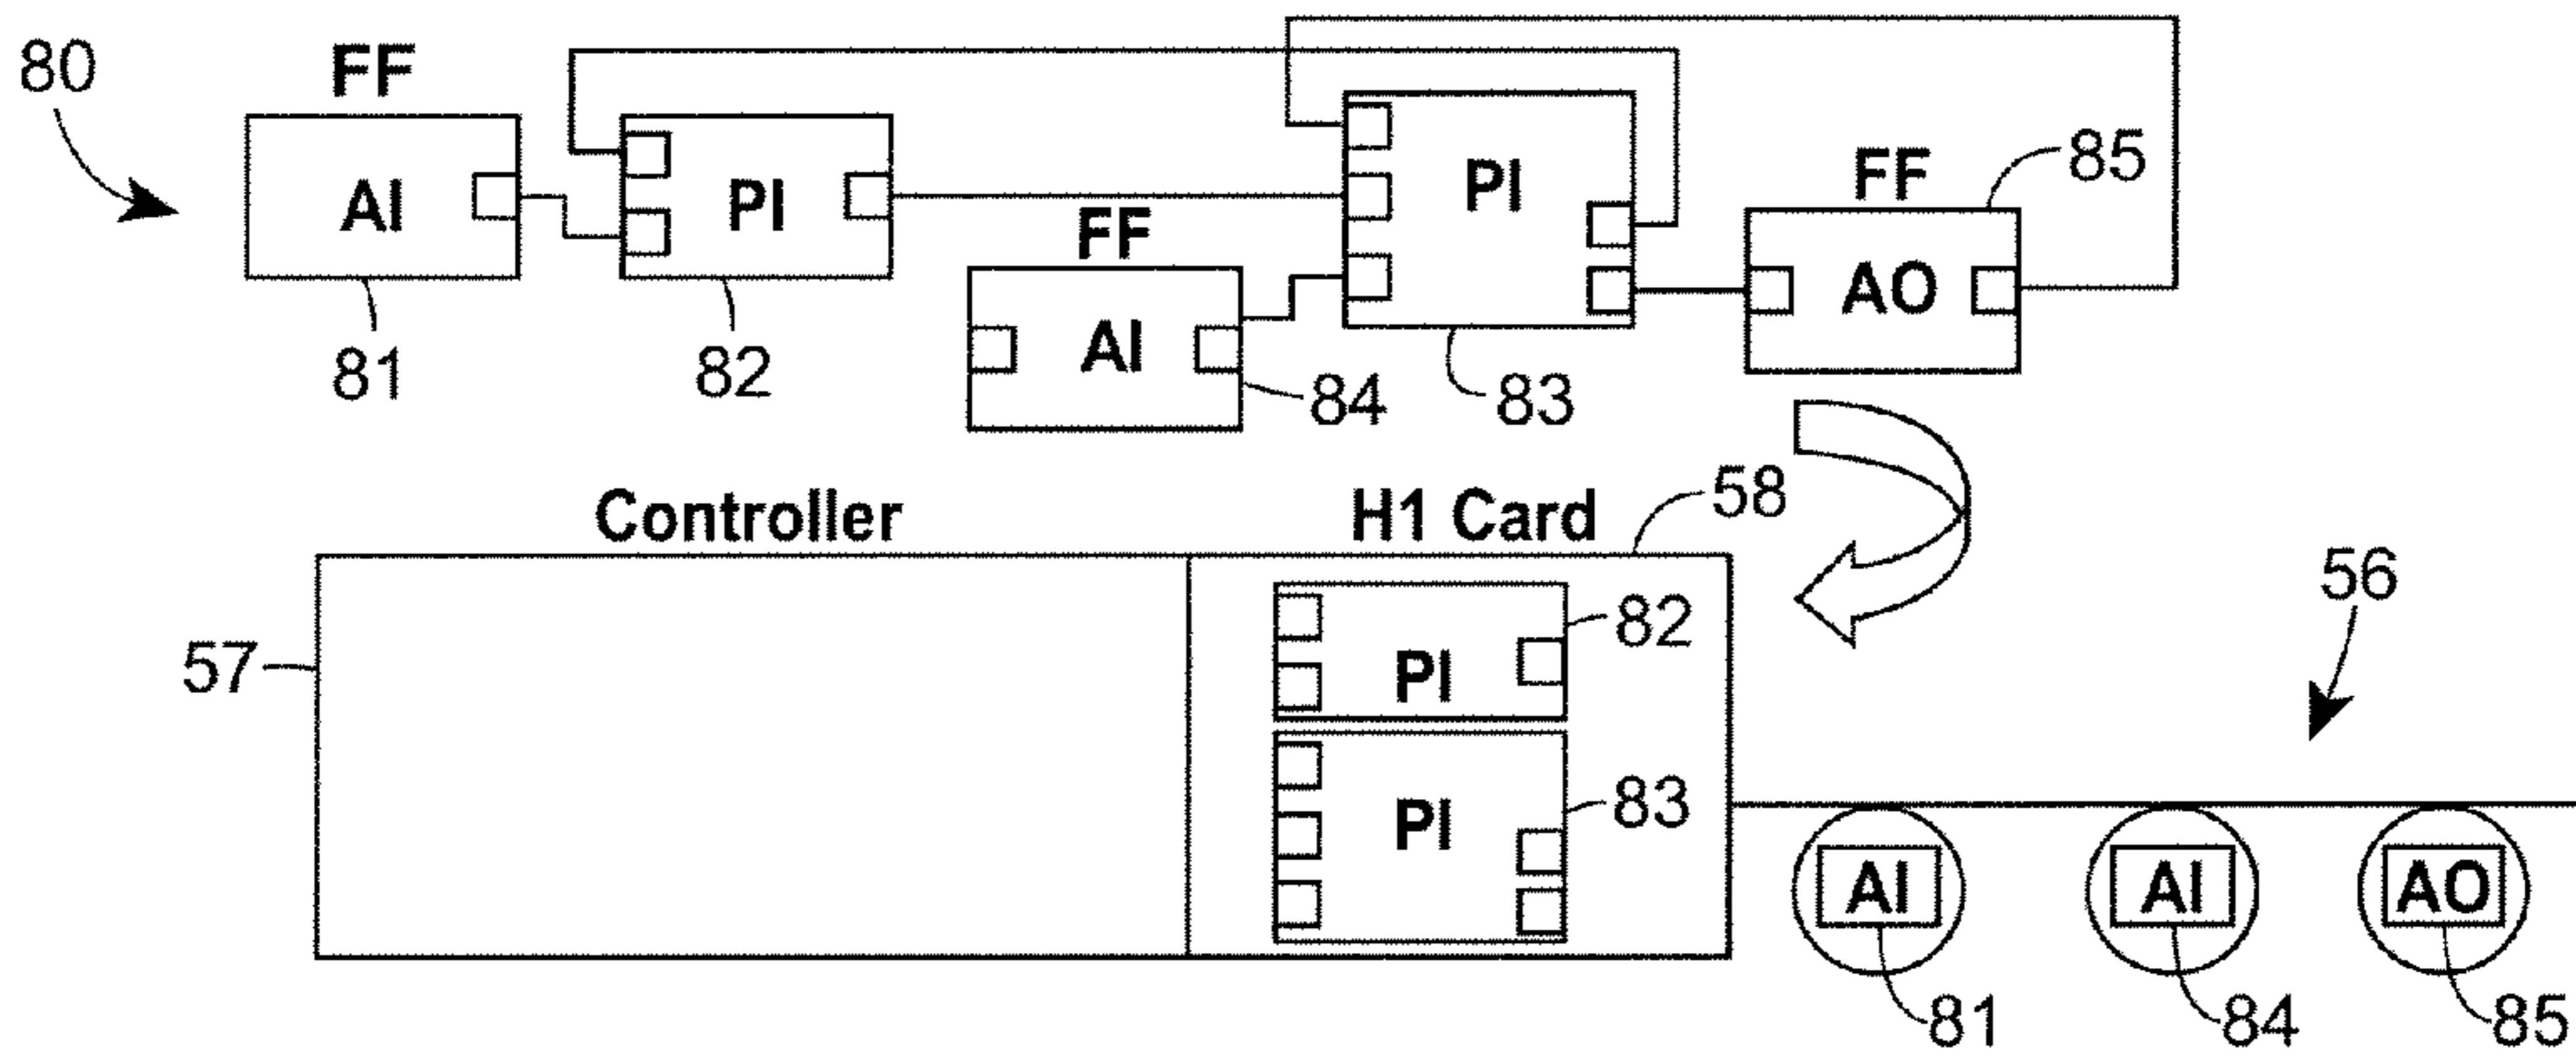 80
FF
AI
81
PI
82
FF
AI
84
PI
83
FF
AO
85
Controller
57
H1 Card
58
PI
82
PI
83
56
AI
81
AI
84
AO
85